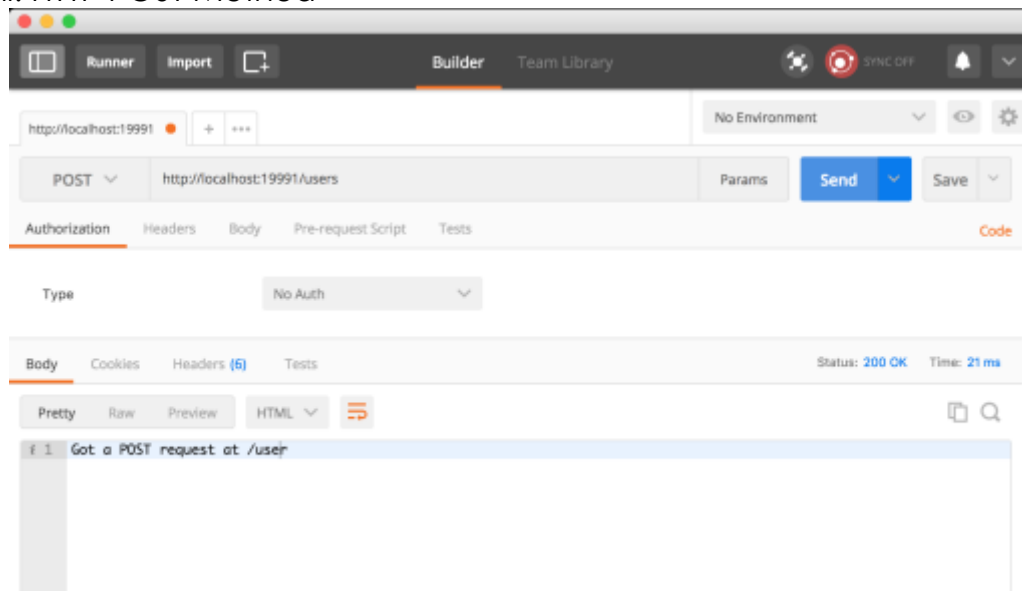 Runner Import Builder Team Library SYNC OFF
http://localhost:19991 + ••• No Environment
POST http://localhost:19991/users Params Send Save
Authorization Headers Body Pre-request Script Tests Code
Type No Auth
Body Cookies Headers (6) Tests Status: 200 OK Time: 21 ms
Pretty Raw Preview HTML
i 1 Got a POST request at /user